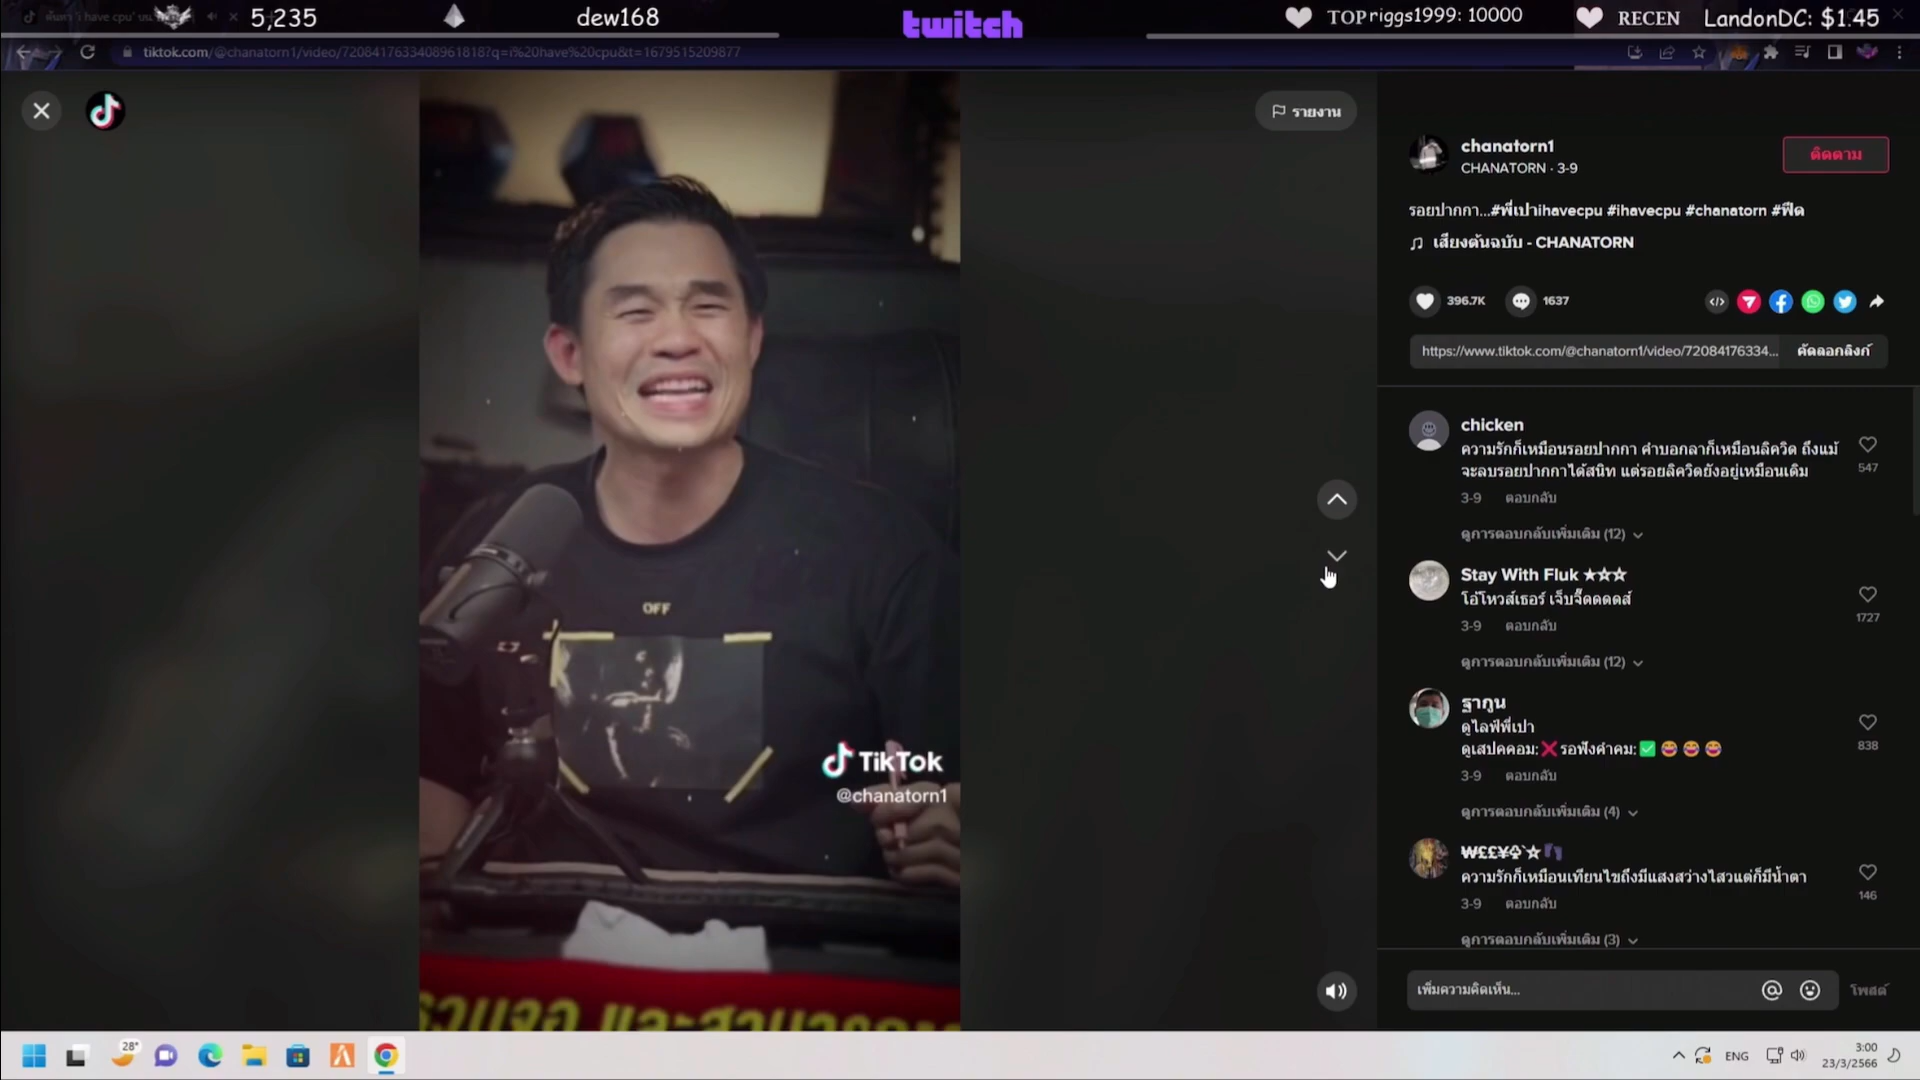 5,235
dew168
twitch
TOP riggs1999: 10000
RECEN LandonDC: $1.45
tiktok.com/@chanatorn1/video/7208417633408961818?q=i%20have%20cpu&t=1679515209877
รายงาน
chanatorn1
CHANATORN · 3-9
ติดตาม
รอยปากกา...#พี่เปาihavecpu #ihavecpu #chanatorn #ฟีด
เสียงต้นฉบับ - CHANATORN
396.7K
1637
https://www.tiktok.com/@chanatorn1/video/72084176334...
คัดลอกลิงก์
chicken
ความรักก็เหมือนรอยปากกา คำบอกลาก็เหมือนลิควิด ถึงแม้
จะลบรอยปากกาได้สนิท แต่รอยลิควิดยังอยู่เหมือนเดิม
547
3-9 ตอบกลับ
ดูการตอบกลับเพิ่มเติม (12)
Stay With Fluk ★☆☆
โอ้โหวส์เธอร์ เจ็บจี๊ดดดดส์
1727
3-9 ตอบกลับ
ดูการตอบกลับเพิ่มเติม (12)
ฐากูน
ดูไลฟ์พี่เปา
ดูเสปคคอม:❌รอฟังคำคม:✅😂😂😂
838
3-9 ตอบกลับ
ดูการตอบกลับเพิ่มเติม (4)
ความรักก็เหมือนเทียนไขถึงมีแสงสว่างไสวแต่ก็มีน้ำตา
146
3-9 ตอบกลับ
ดูการตอบกลับเพิ่มเติม (3)
เพิ่มความคิดเห็น...
โพสต์
OFF
TikTok
@chanatorn1
28°
ENG
3:00
23/3/2566